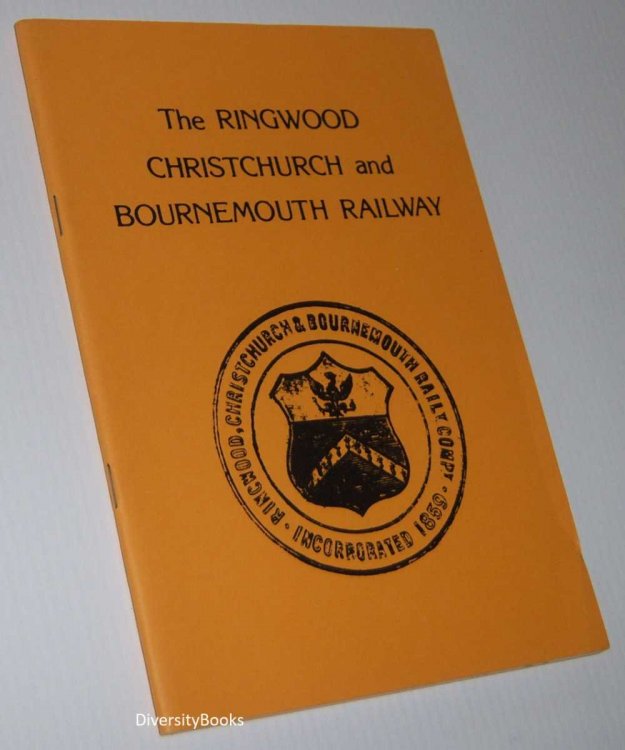 The RINGWOOD
CHRISTCHURCH and
BOURNEMOUTH RAILWAY
RINGWOOD, CHRISTCHURCH & BOURNEMOUTH RAILY COMPY ·
INCORPORATED 1859 ·
DiversityBooks